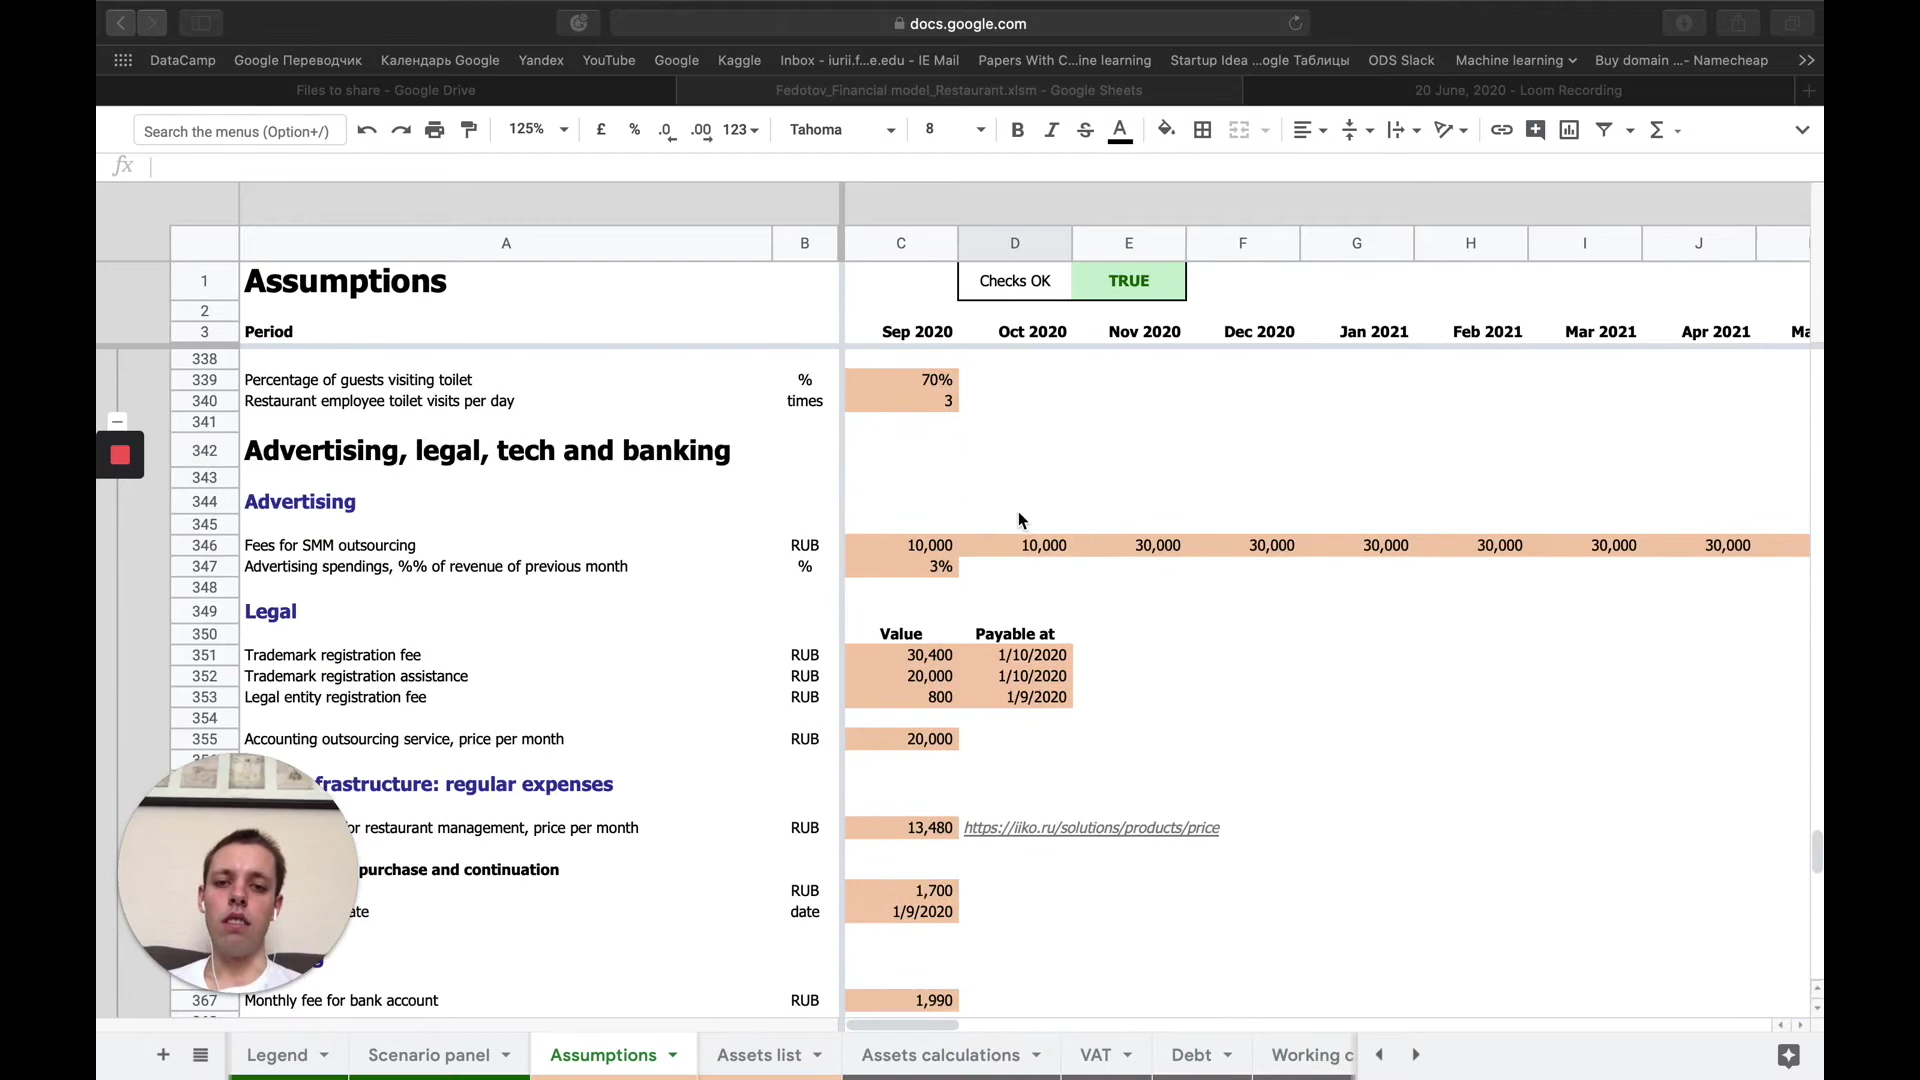 docs.google.com
DataCamp Google Переводчик Календарь Google Yandex YouTube Google Kaggle Inbox - iurii.f...e.edu - IE Mail Papers With C...ine learning Startup Idea ...ogle Таблицы ODS Slack Machine learning Buy domain ...- Namecheap
Files to share - Google Drive Fedotov_Financial model_Restaurant.xlsm - Google Sheets 20 June, 2020 - Loom Recording
Search the menus (Option+/) 125% £ % .0 .00 123 Tahoma 8 B I S A Σ
fx
A B C D E F G H I J
1 Assumptions Checks OK TRUE
2
3 Period Sep 2020 Oct 2020 Nov 2020 Dec 2020 Jan 2021 Feb 2021 Mar 2021 Apr 2021 Ma
338
339 Percentage of guests visiting toilet % 70%
340 Restaurant employee toilet visits per day times 3
341
342 Advertising, legal, tech and banking
343
344 Advertising
345
346 Fees for SMM outsourcing RUB 10,000 10,000 30,000 30,000 30,000 30,000 30,000 30,000
347 Advertising spendings, %% of revenue of previous month % 3%
348
349 Legal
350 Value Payable at
351 Trademark registration fee RUB 30,400 1/10/2020
352 Trademark registration assistance RUB 20,000 1/10/2020
353 Legal entity registration fee RUB 800 1/9/2020
354
355 Accounting outsourcing service, price per month RUB 20,000
frastructure: regular expenses
or restaurant management, price per month RUB 13,480 https://iiko.ru/solutions/products/price
purchase and continuation
RUB 1,700
ate date 1/9/2020
367 Monthly fee for bank account RUB 1,990
Legend Scenario panel Assumptions Assets list Assets calculations VAT Debt Working c